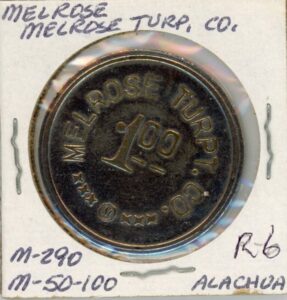 MELROSE
MELROSE TURP. CO.
MELROSE TURPT. CO.
1.00
M-290
M-50-100
R-6
ALACHUA